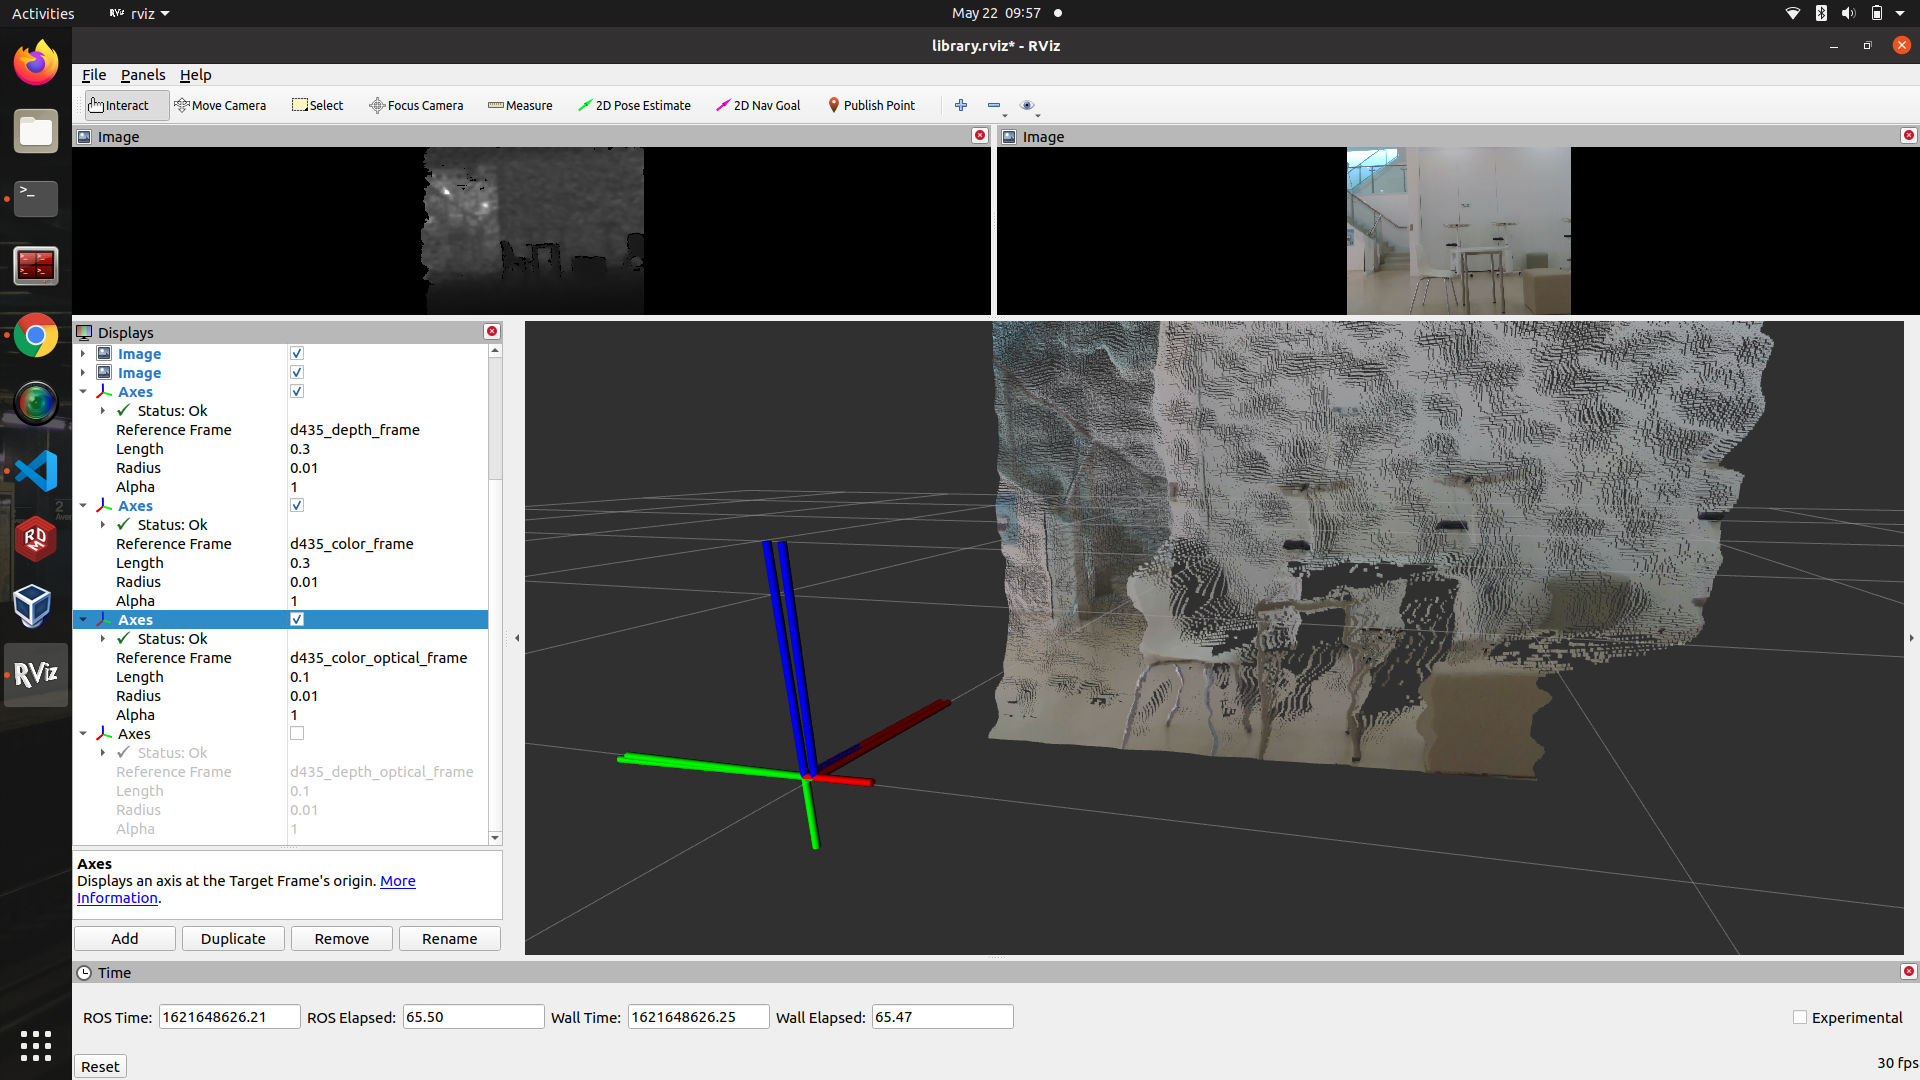 Activities
RViz rviz
May 22 09:57
library.rviz* - RViz
File Panels Help
Interact Move Camera Select Focus Camera Measure 2D Pose Estimate 2D Nav Goal Publish Point
Image
Image
Displays
Image
Image
Axes
Status: Ok
Reference Frame d435_depth_frame
Length 0.3
Radius 0.01
Alpha 1
Axes
Status: Ok
Reference Frame d435_color_frame
Length 0.3
Radius 0.01
Alpha 1
Axes
Status: Ok
Reference Frame d435_color_optical_frame
Length 0.1
Radius 0.01
Alpha 1
Axes
Status: Ok
Reference Frame d435_depth_optical_frame
Length 0.1
Radius 0.01
Alpha 1
Axes
Displays an axis at the Target Frame's origin. More
Information.
Add Duplicate Remove Rename
Time
ROS Time: 1621648626.21 ROS Elapsed: 65.50 Wall Time: 1621648626.25 Wall Elapsed: 65.47
Experimental
Reset
30 fps
RViz